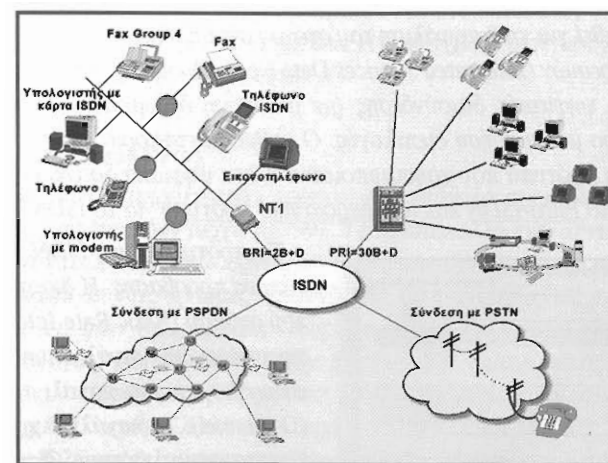 Fax Group 4
Fax
Υπολογιστής με
κάρτα ISDN
Τηλέφωνο
ISDN
Εικονοτηλέφωνο
Τηλέφωνο
NT1
Υπολογιστής
με modem
BRI=2B+D
PRI=30B+D
ISDN
Σύνδεση με PSPDN
Σύνδεση με PSTN